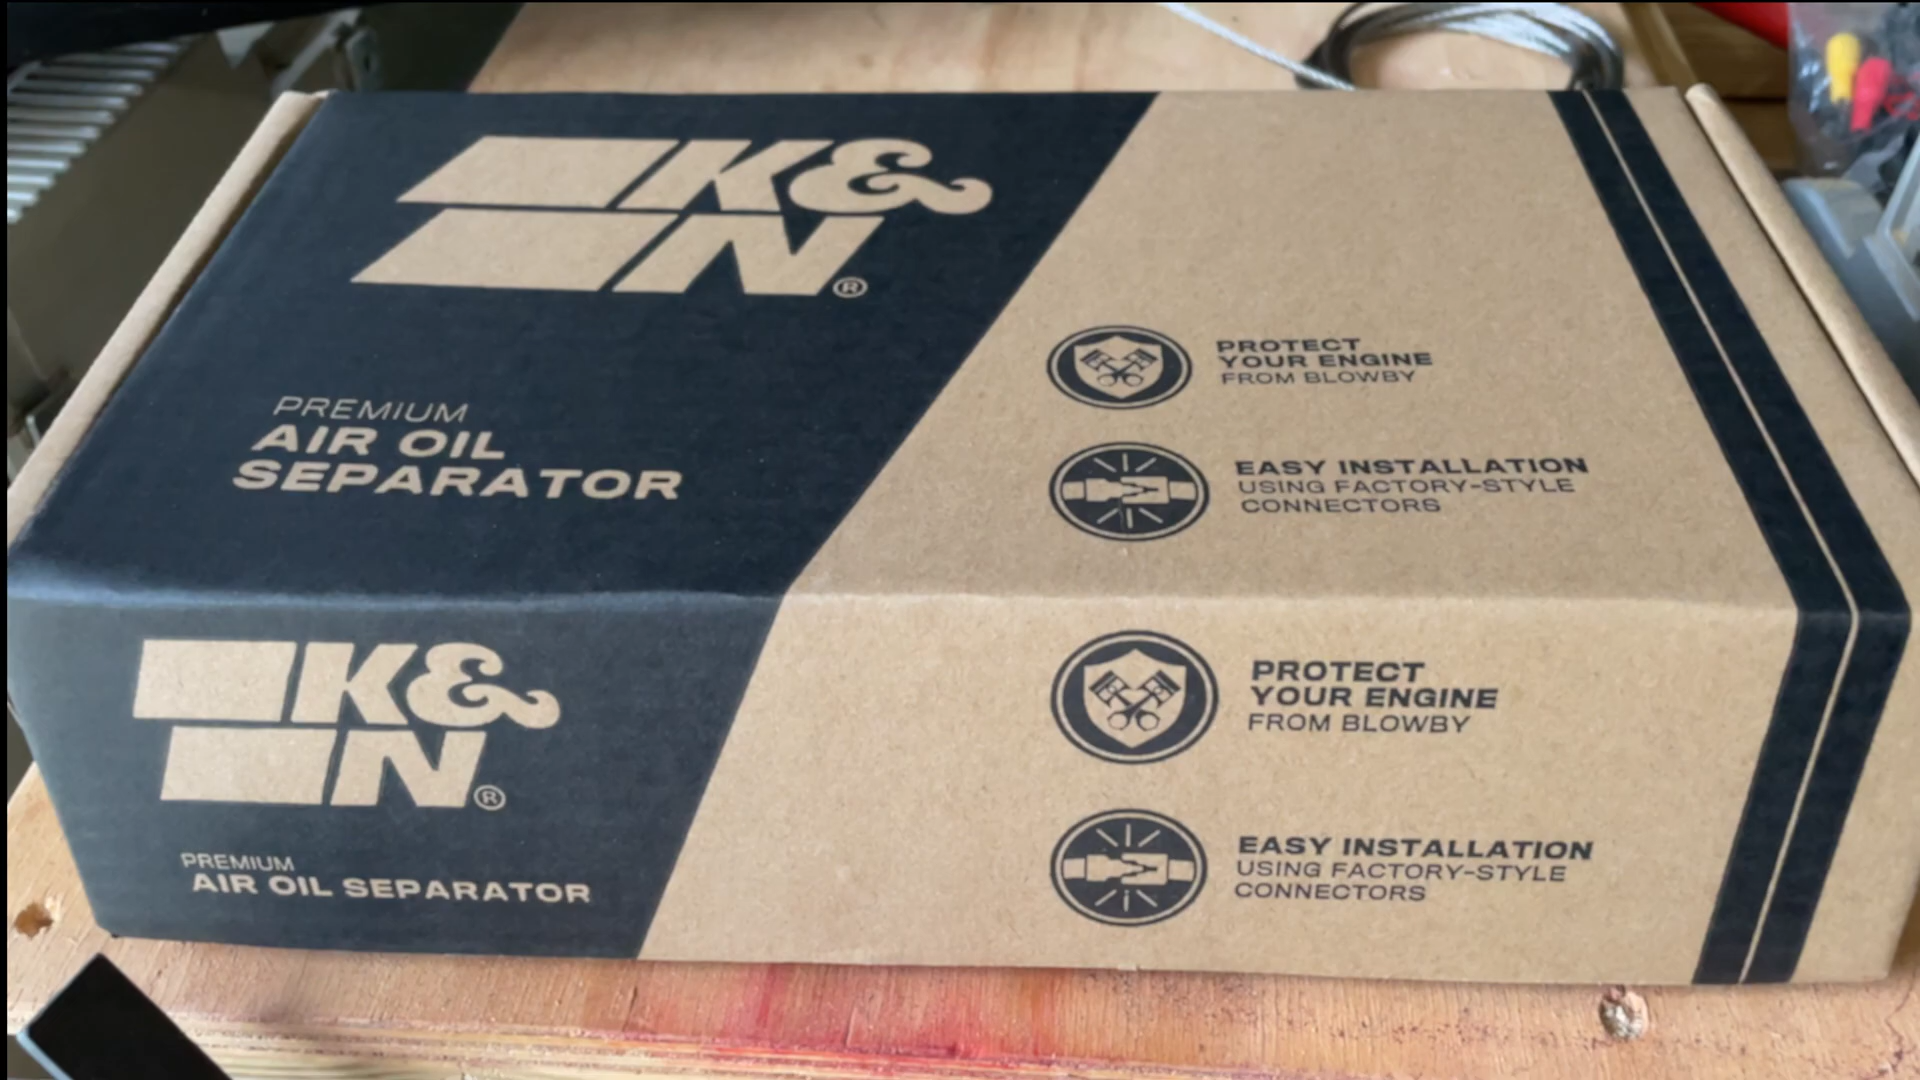 K&
N®
PREMIUM
AIR OIL
SEPARATOR
PROTECT
YOUR ENGINE
FROM BLOWBY
EASY INSTALLATION
USING FACTORY-STYLE
CONNECTORS
K&
N®
PREMIUM
AIR OIL SEPARATOR
PROTECT
YOUR ENGINE
FROM BLOWBY
EASY INSTALLATION
USING FACTORY-STYLE
CONNECTORS